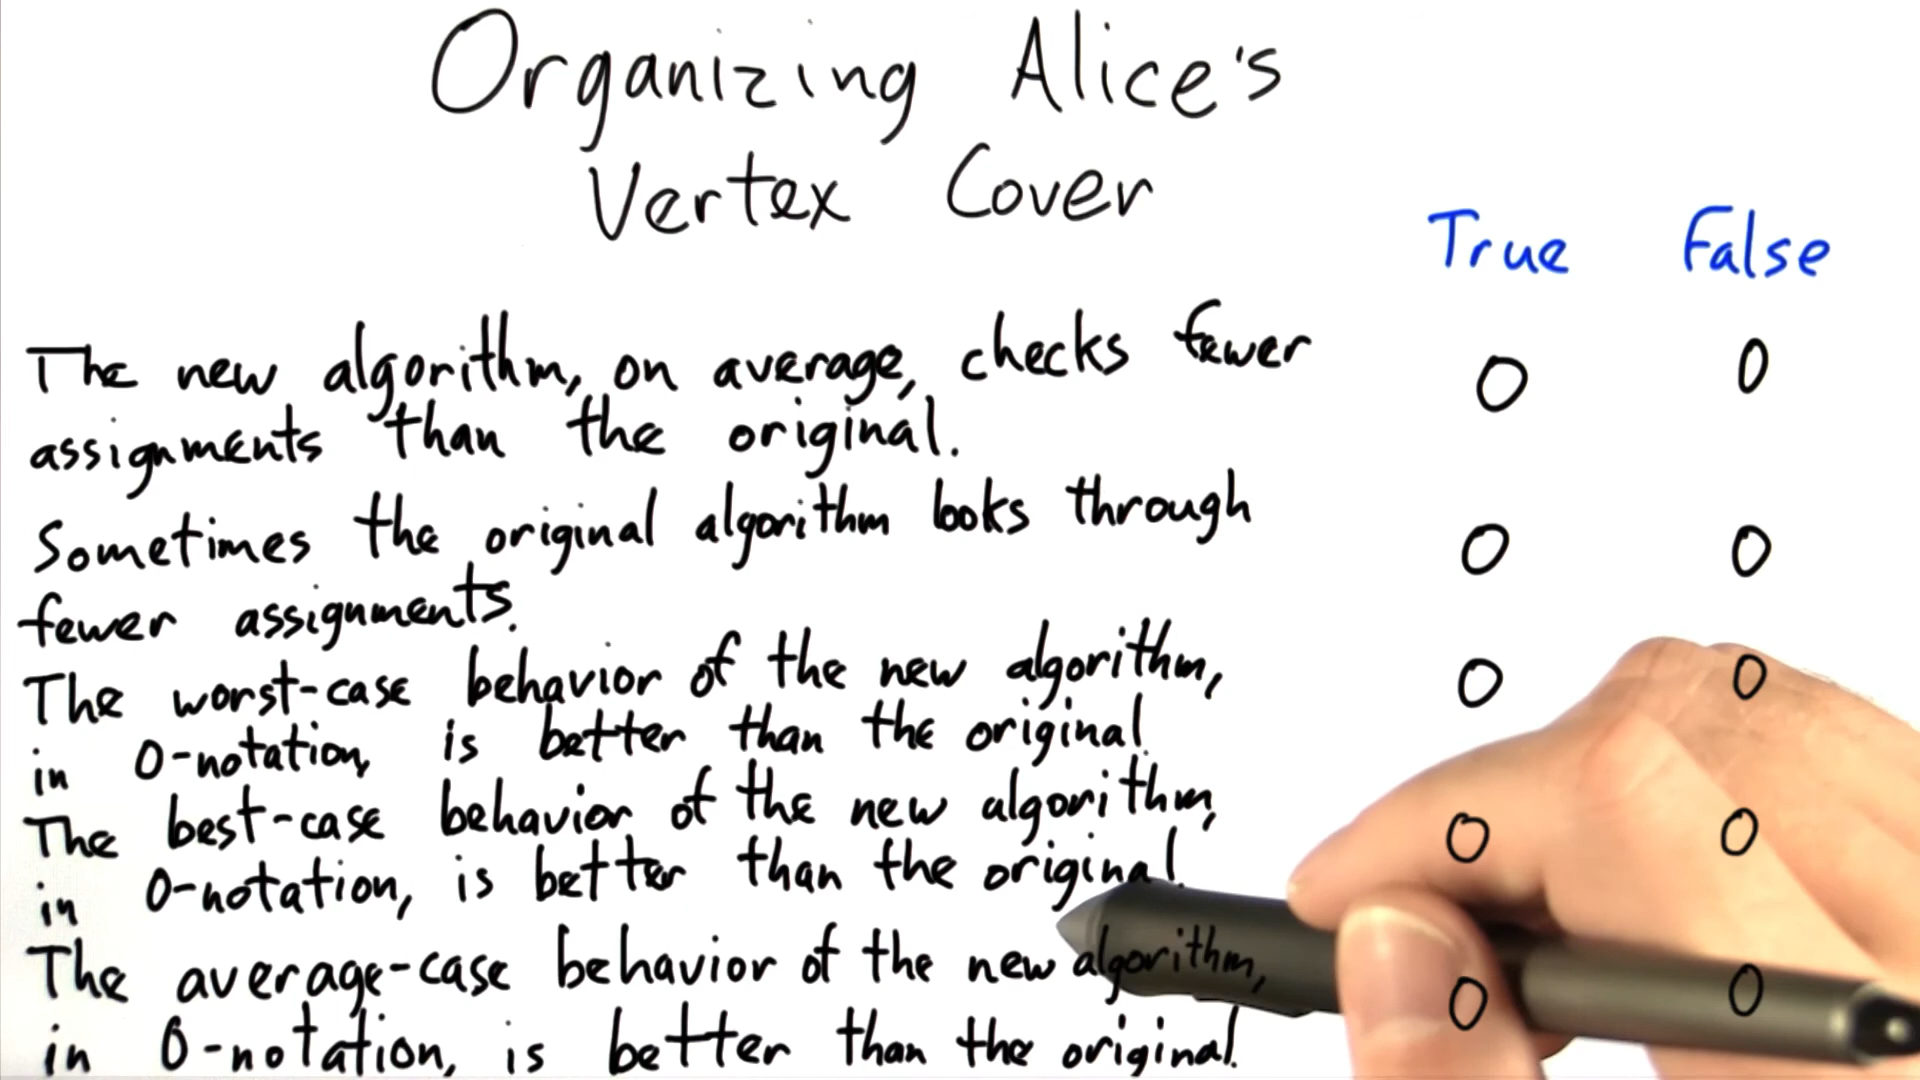 Organizing Alice's
Vertex Cover
True False
The new algorithm, on average, checks fewer
assignments than the original.
Sometimes the original algorithm looks through
fewer assignments.
The worst-case behavior of the new algorithm,
in O-notation, is better than the original.
The best-case behavior of the new algorithm,
in O-notation, is better than the original.
The average-case behavior of the new algorithm,
in O-notation, is better than the original.